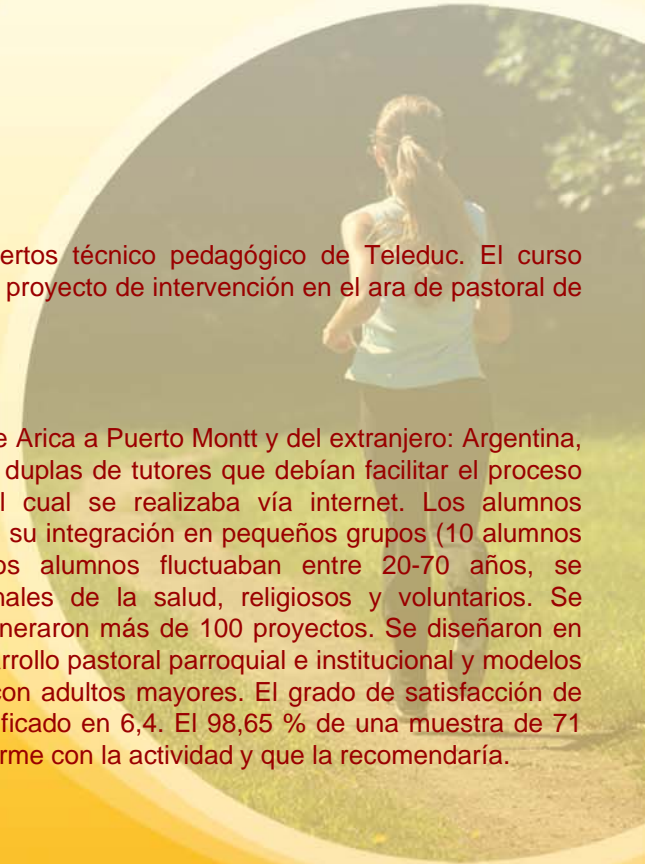 ertos técnico pedagógico de Teleduc. El curso
proyecto de intervención en el ara de pastoral de
e Arica a Puerto Montt y del extranjero: Argentina,
duplas de tutores que debían facilitar el proceso
l cual se realizaba vía internet. Los alumnos
su integración en pequeños grupos (10 alumnos
os alumnos fluctuaban entre 20-70 años, se
nales de la salud, religiosos y voluntarios. Se
neraron más de 100 proyectos. Se diseñaron en
arrollo pastoral parroquial e institucional y modelos
con adultos mayores. El grado de satisfacción de
ificado en 6,4. El 98,65 % de una muestra de 71
rme con la actividad y que la recomendaría.